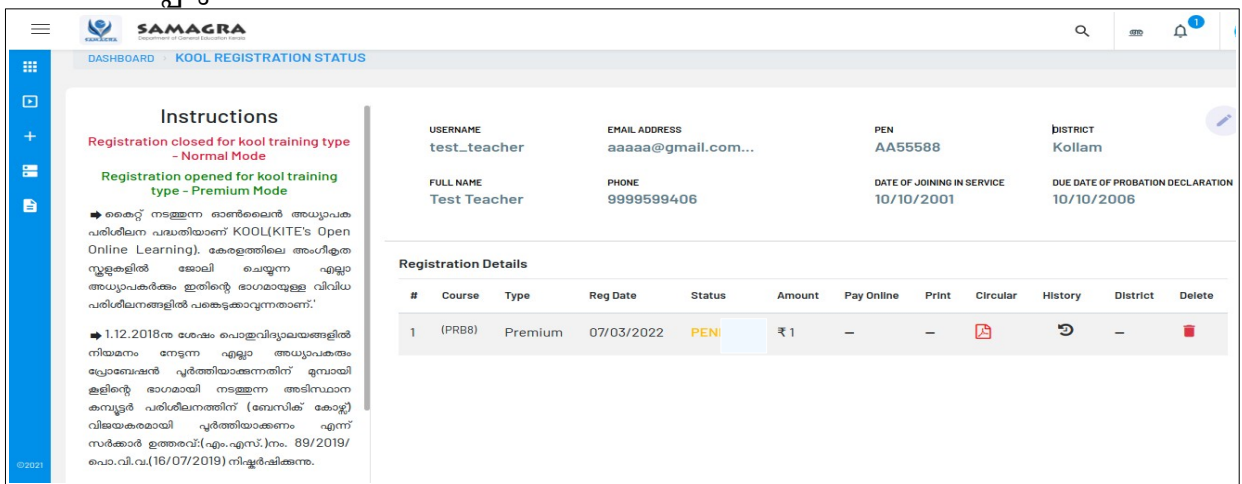 SAMAGRA
Department of General Education Kerala
SAMAGRA
1
DASHBOARD › KOOL REGISTRATION STATUS
Instructions
Registration closed for kool training type
- Normal Mode
Registration opened for kool training
type - Premium Mode
➡ കൈറ്റ് നടത്തുന്ന ഓൺലൈൻ അധ്യാപക
പരിശീലന പദ്ധതിയാണ് KOOL(KITE's Open
Online Learning). കേരളത്തിലെ അംഗീകൃത
സ്കൂളുകളിൽ ജോലി ചെയ്യുന്ന എല്ലാ
അധ്യാപകർക്കും ഇതിന്റെ ഭാഗമായുള്ള വിവിധ
പരിശീലനങ്ങളിൽ പങ്കെടുക്കാവുന്നതാണ്.'
➡ 1.12.2018നു ശേഷം പൊതുവിദ്യാലയങ്ങളിൽ
നിയമനം നേടുന്ന എല്ലാ അധ്യാപകരും
പ്രോബേഷൻ പൂർത്തിയാക്കുന്നതിന് മുമ്പായി
കൂളിന്റെ ഭാഗമായി നടത്തുന്ന അടിസ്ഥാന
കമ്പ്യൂട്ടർ പരിശീലനത്തിന് (ബേസിക് കോഴ്സ്)
വിജയകരമായി പൂർത്തിയാക്കണം എന്ന്
സർക്കാർ ഉത്തരവ്:(എം.എസ്.)നം. 89/2019/
പൊ.വി.വ.(16/07/2019) നിഷ്കർഷിക്കുന്നു.
©2021
USERNAME EMAIL ADDRESS PEN DISTRICT
test_teacher aaaaa@gmail.com... AA55588 Kollam
FULL NAME PHONE DATE OF JOINING IN SERVICE DUE DATE OF PROBATION DECLARATION
Test Teacher 9999599406 10/10/2001 10/10/2006
Registration Details
# Course Type Reg Date Status Amount Pay Online Print Circular History District Delete
1 (PRB8) Premium 07/03/2022 PEN ₹ 1 – – –